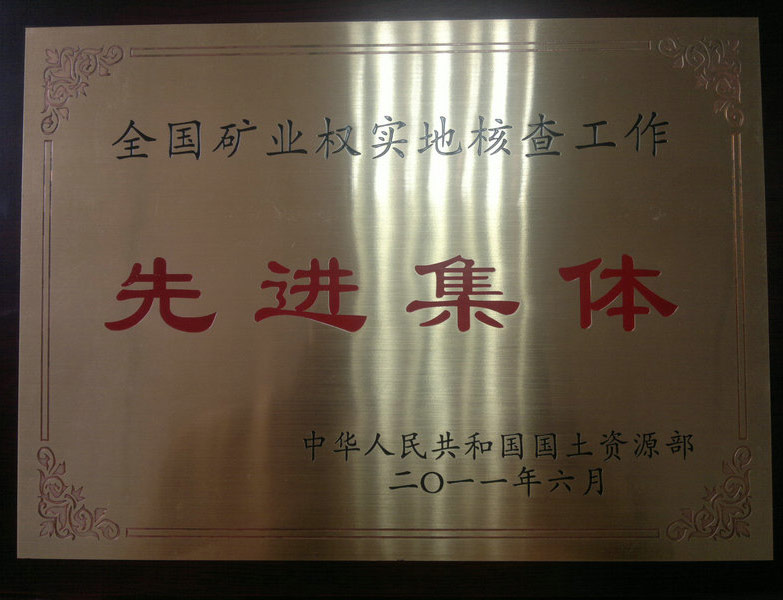 全国矿业权实地核查工作
先进集体
中华人民共和国国土资源部
二〇一一年六月